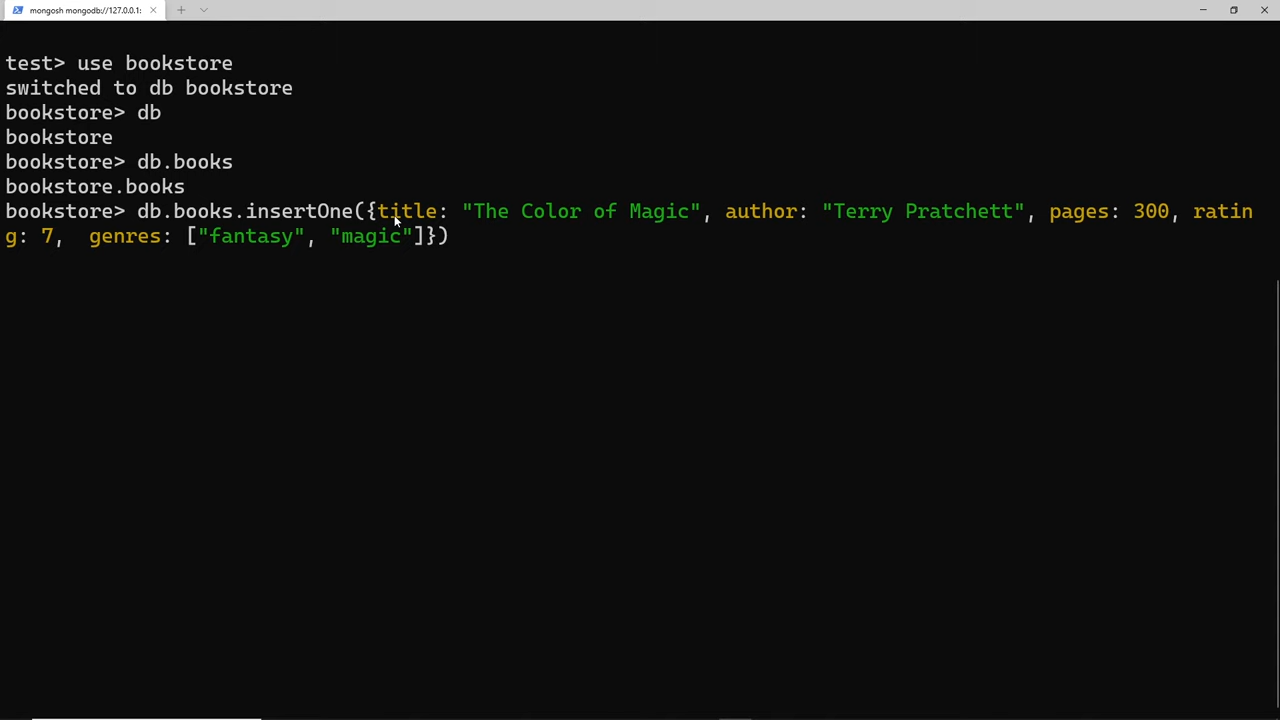 mongosh mongodb://127.0.0.1:
test> use bookstore
switched to db bookstore
bookstore> db
bookstore
bookstore> db.books
bookstore.books
bookstore> db.books.insertOne({title: "The Color of Magic", author: "Terry Pratchett", pages: 300, ratin
g: 7,  genres: ["fantasy", "magic"]})